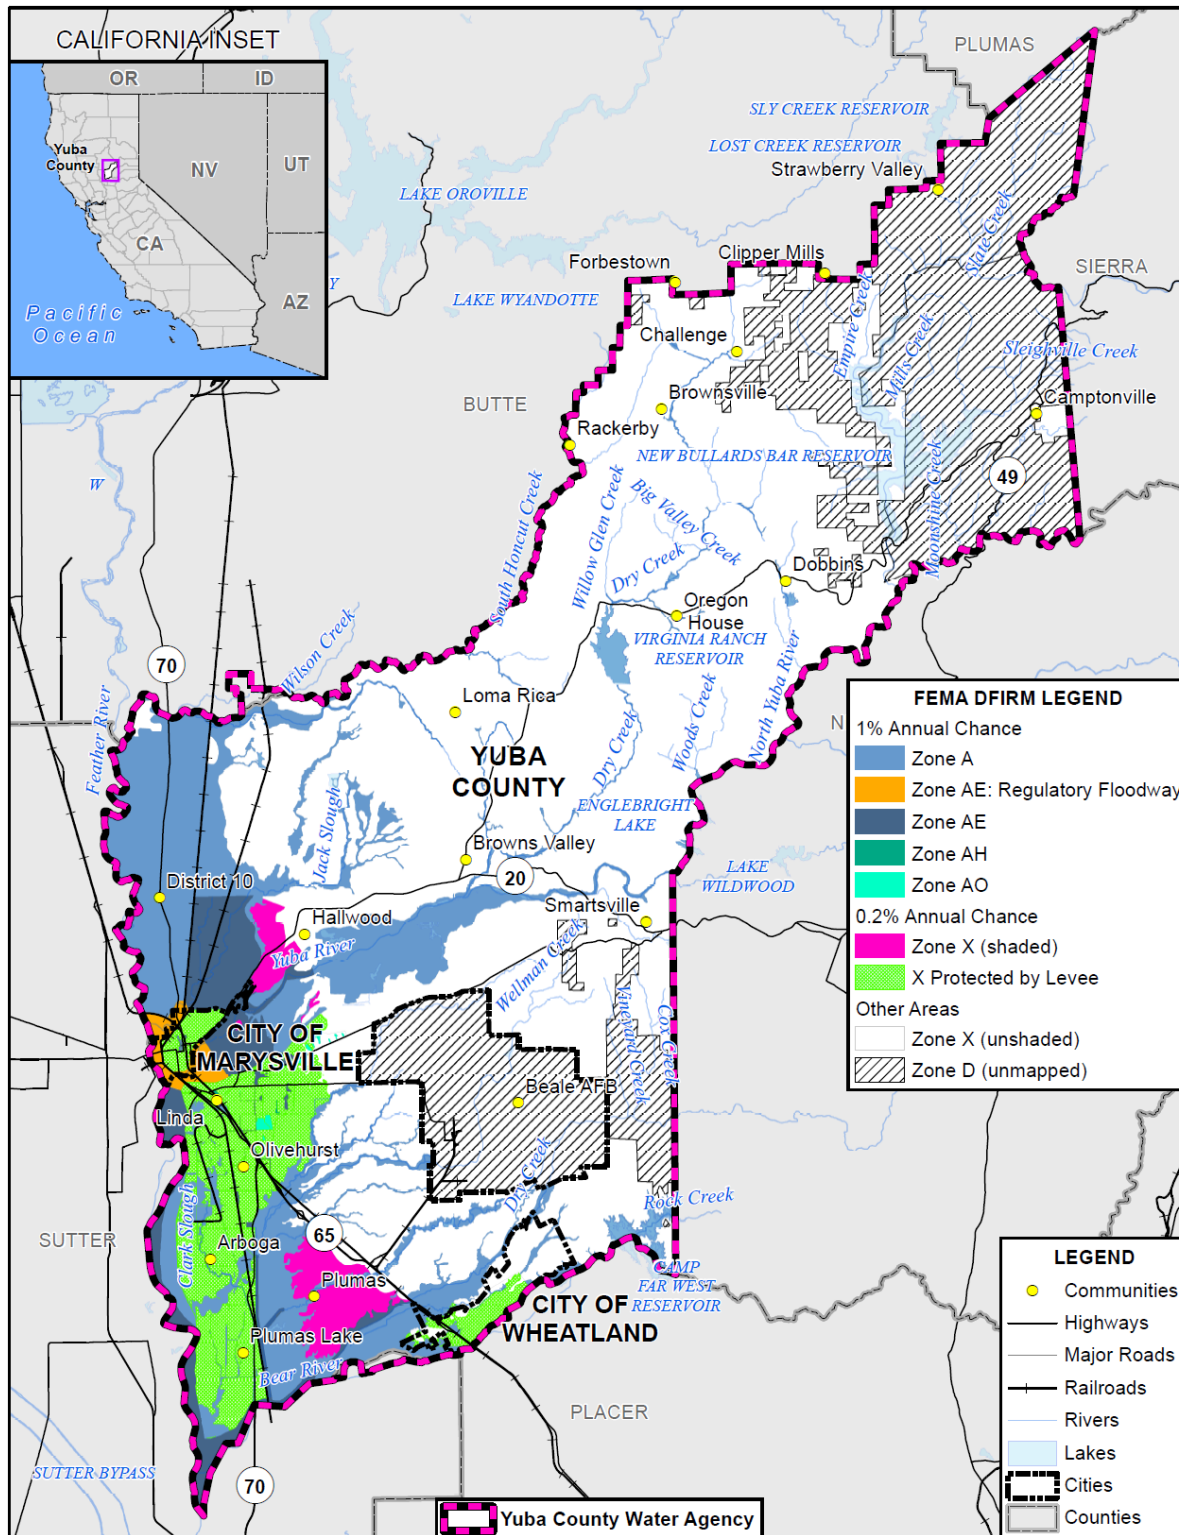 CALIFORNIA INSET
OR
ID
Yuba
County
NV
UT
CA
AZ
Pacific
Ocean
Y
PLUMAS
SLY CREEK RESERVOIR
LOST CREEK RESERVOIR
Strawberry Valley
LAKE OROVILLE
Slate Creek
Clipper Mills
Forbestown
SIERRA
LAKE WYANDOTTE
Challenge
Empire Creek
Mills Creek
Sleighville Creek
BUTTE
Brownsville
Camptonville
Rackerby
NEW BULLARDS BAR RESERVOIR
W
49
South Honcut Creek
Willow Glen Creek
Big Valley Creek
Moonshine Creek
Dry Creek
Dobbins
Oregon
House
VIRGINIA RANCH
RESERVOIR
70
Wilson Creek
Feather River
Loma Rica
Woods Creek
North Yuba River
N
YUBA
COUNTY
Dry Creek
ENGLEBRIGHT
LAKE
Jack Slough
Browns Valley
20
LAKE
WILDWOOD
District 10
Hallwood
Smartsville
Yuba River
Wellman Creek
Vineyard Creek
Cox Creek
CITY OF
MARYSVILLE
Beale AFB
Linda
Olivehurst
Dry Creek
Rock Creek
Clark Slough
SUTTER
65
Arboga
Plumas
CAMP
FAR WEST
RESERVOIR
CITY OF
WHEATLAND
Plumas Lake
Bear River
PLACER
SUTTER BYPASS
70
FEMA DFIRM LEGEND
1% Annual Chance
Zone A
Zone AE: Regulatory Floodway
Zone AE
Zone AH
Zone AO
0.2% Annual Chance
Zone X (shaded)
X Protected by Levee
Other Areas
Zone X (unshaded)
Zone D (unmapped)
LEGEND
Communities
Highways
Major Roads
Railroads
Rivers
Lakes
Cities
Counties
Yuba County Water Agency